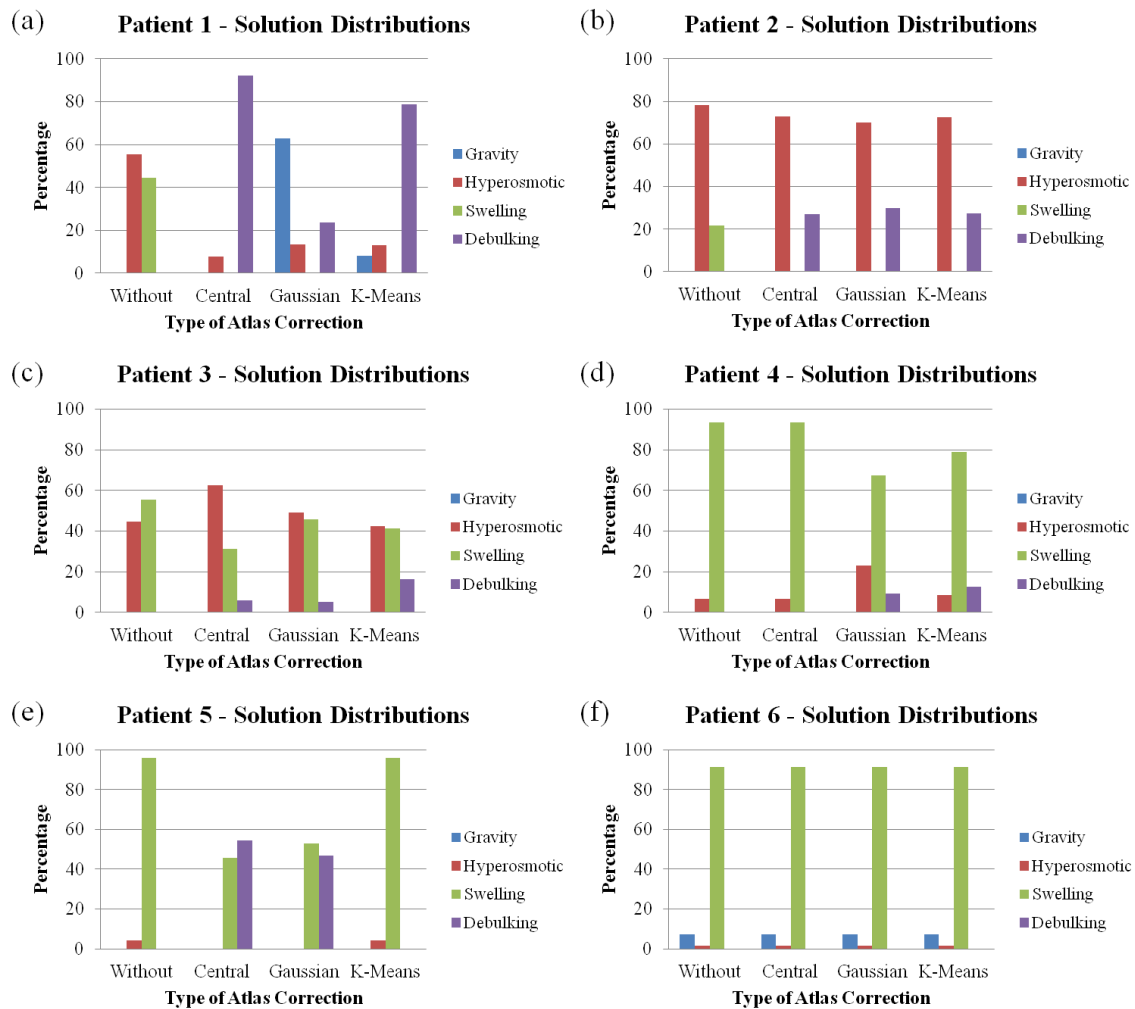 (a)
Patient 1 - Solution Distributions
Percentage
100
80
60
40
20
0
Without Central Gaussian K-Means
Type of Atlas Correction
Gravity
Hyperosmotic
Swelling
Debulking
(b)
Patient 2 - Solution Distributions
Percentage
100
80
60
40
20
0
Without Central Gaussian K-Means
Type of Atlas Correction
Gravity
Hyperosmotic
Swelling
Debulking
(c)
Patient 3 - Solution Distributions
Percentage
100
80
60
40
20
0
Without Central Gaussian K-Means
Type of Atlas Correction
Gravity
Hyperosmotic
Swelling
Debulking
(d)
Patient 4 - Solution Distributions
Percentage
100
80
60
40
20
0
Without Central Gaussian K-Means
Type of Atlas Correction
Gravity
Hyperosmotic
Swelling
Debulking
(e)
Patient 5 - Solution Distributions
Percentage
100
80
60
40
20
0
Without Central Gaussian K-Means
Type of Atlas Correction
Gravity
Hyperosmotic
Swelling
Debulking
(f)
Patient 6 - Solution Distributions
Percentage
100
80
60
40
20
0
Without Central Gaussian K-Means
Type of Atlas Correction
Gravity
Hyperosmotic
Swelling
Debulking